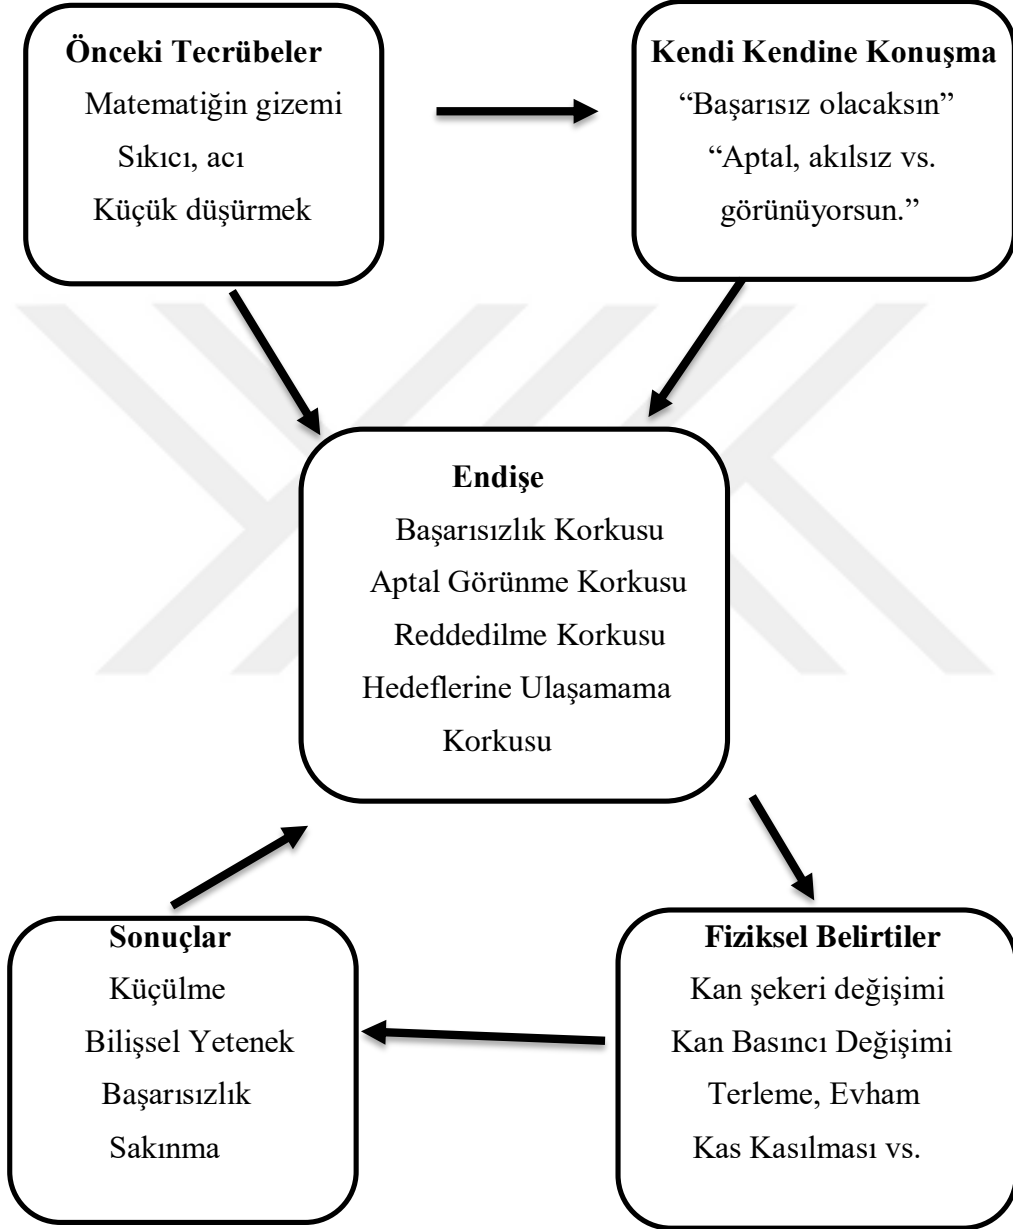 Önceki Tecrübeler
Matematiğin gizemi
Sıkıcı, acı
Küçük düşürmek
Kendi Kendine Konuşma
“Başarısız olacaksın”
“Aptal, akılsız vs.
görünüyorsun.”
Endişe
Başarısızlık Korkusu
Aptal Görünme Korkusu
Reddedilme Korkusu
Hedeflerine Ulaşamama
Korkusu
Sonuçlar
Küçülme
Bilişsel Yetenek
Başarısızlık
Sakınma
Fiziksel Belirtiler
Kan şekeri değişimi
Kan Basıncı Değişimi
Terleme, Evham
Kas Kasılması vs.